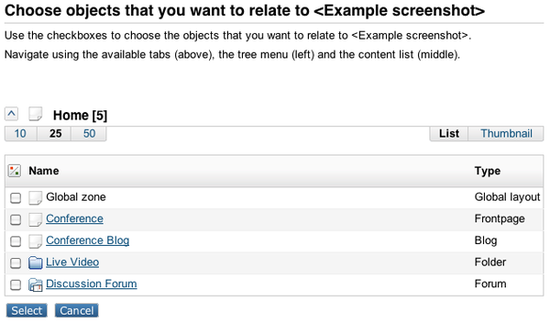 Choose objects that you want to relate to <Example screenshot>
Use the checkboxes to choose the objects that you want to relate to <Example screenshot>.
Navigate using the available tabs (above), the tree menu (left) and the content list (middle).
Home [5]
10 25 50 List Thumbnail
Name Type
Global zone Global layout
Conference Frontpage
Conference Blog Blog
Live Video Folder
Discussion Forum Forum
Select Cancel